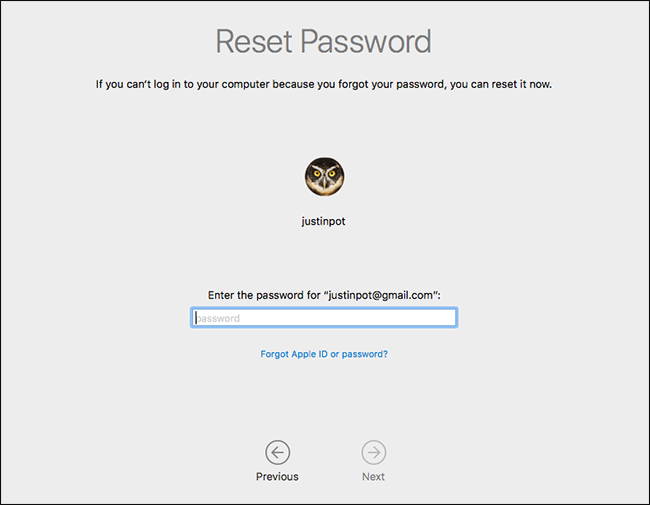 Reset Password
If you can’t log in to your computer because you forgot your password, you can reset it now.
justinpot
Enter the password for “justinpot@gmail.com”:
password
Forgot Apple ID or password?
Previous
Next